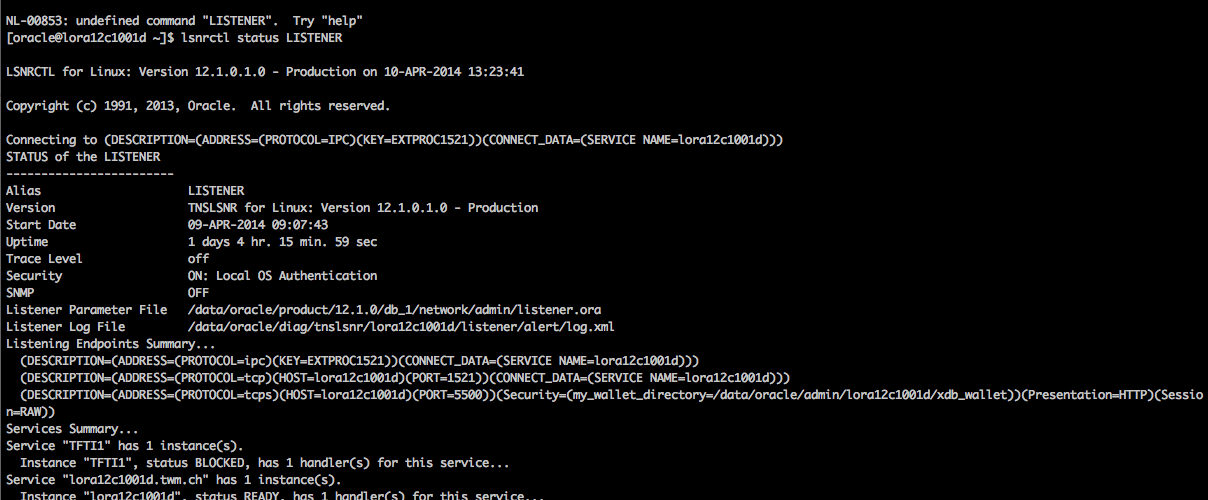 NL-00853: undefined command "LISTENER".  Try "help"
[oracle@lora12c1001d ~]$ lsnrctl status LISTENER
LSNRCTL for Linux: Version 12.1.0.1.0 - Production on 10-APR-2014 13:23:41
Copyright (c) 1991, 2013, Oracle.  All rights reserved.
Connecting to (DESCRIPTION=(ADDRESS=(PROTOCOL=IPC)(KEY=EXTPROC1521))(CONNECT_DATA=(SERVICE NAME=lora12c1001d)))
STATUS of the LISTENER
------------------------
Alias                     LISTENER
Version                   TNSLSNR for Linux: Version 12.1.0.1.0 - Production
Start Date                09-APR-2014 09:07:43
Uptime                    1 days 4 hr. 15 min. 59 sec
Trace Level               off
Security                  ON: Local OS Authentication
SNMP                      OFF
Listener Parameter File   /data/oracle/product/12.1.0/db_1/network/admin/listener.ora
Listener Log File         /data/oracle/diag/tnslsnr/lora12c1001d/listener/alert/log.xml
Listening Endpoints Summary...
  (DESCRIPTION=(ADDRESS=(PROTOCOL=ipc)(KEY=EXTPROC1521))(CONNECT_DATA=(SERVICE NAME=lora12c1001d)))
  (DESCRIPTION=(ADDRESS=(PROTOCOL=tcp)(HOST=lora12c1001d)(PORT=1521))(CONNECT_DATA=(SERVICE NAME=lora12c1001d)))
  (DESCRIPTION=(ADDRESS=(PROTOCOL=tcps)(HOST=lora12c1001d)(PORT=5500))(Security=(my_wallet_directory=/data/oracle/admin/lora12c1001d/xdb_wallet))(Presentation=HTTP)(Sessio
n=RAW))
Services Summary...
Service "TFTI1" has 1 instance(s).
  Instance "TFTI1", status BLOCKED, has 1 handler(s) for this service...
Service "lora12c1001d.twm.ch" has 1 instance(s).
  Instance "lora12c1001d", status READY, has 1 handler(s) for this service...